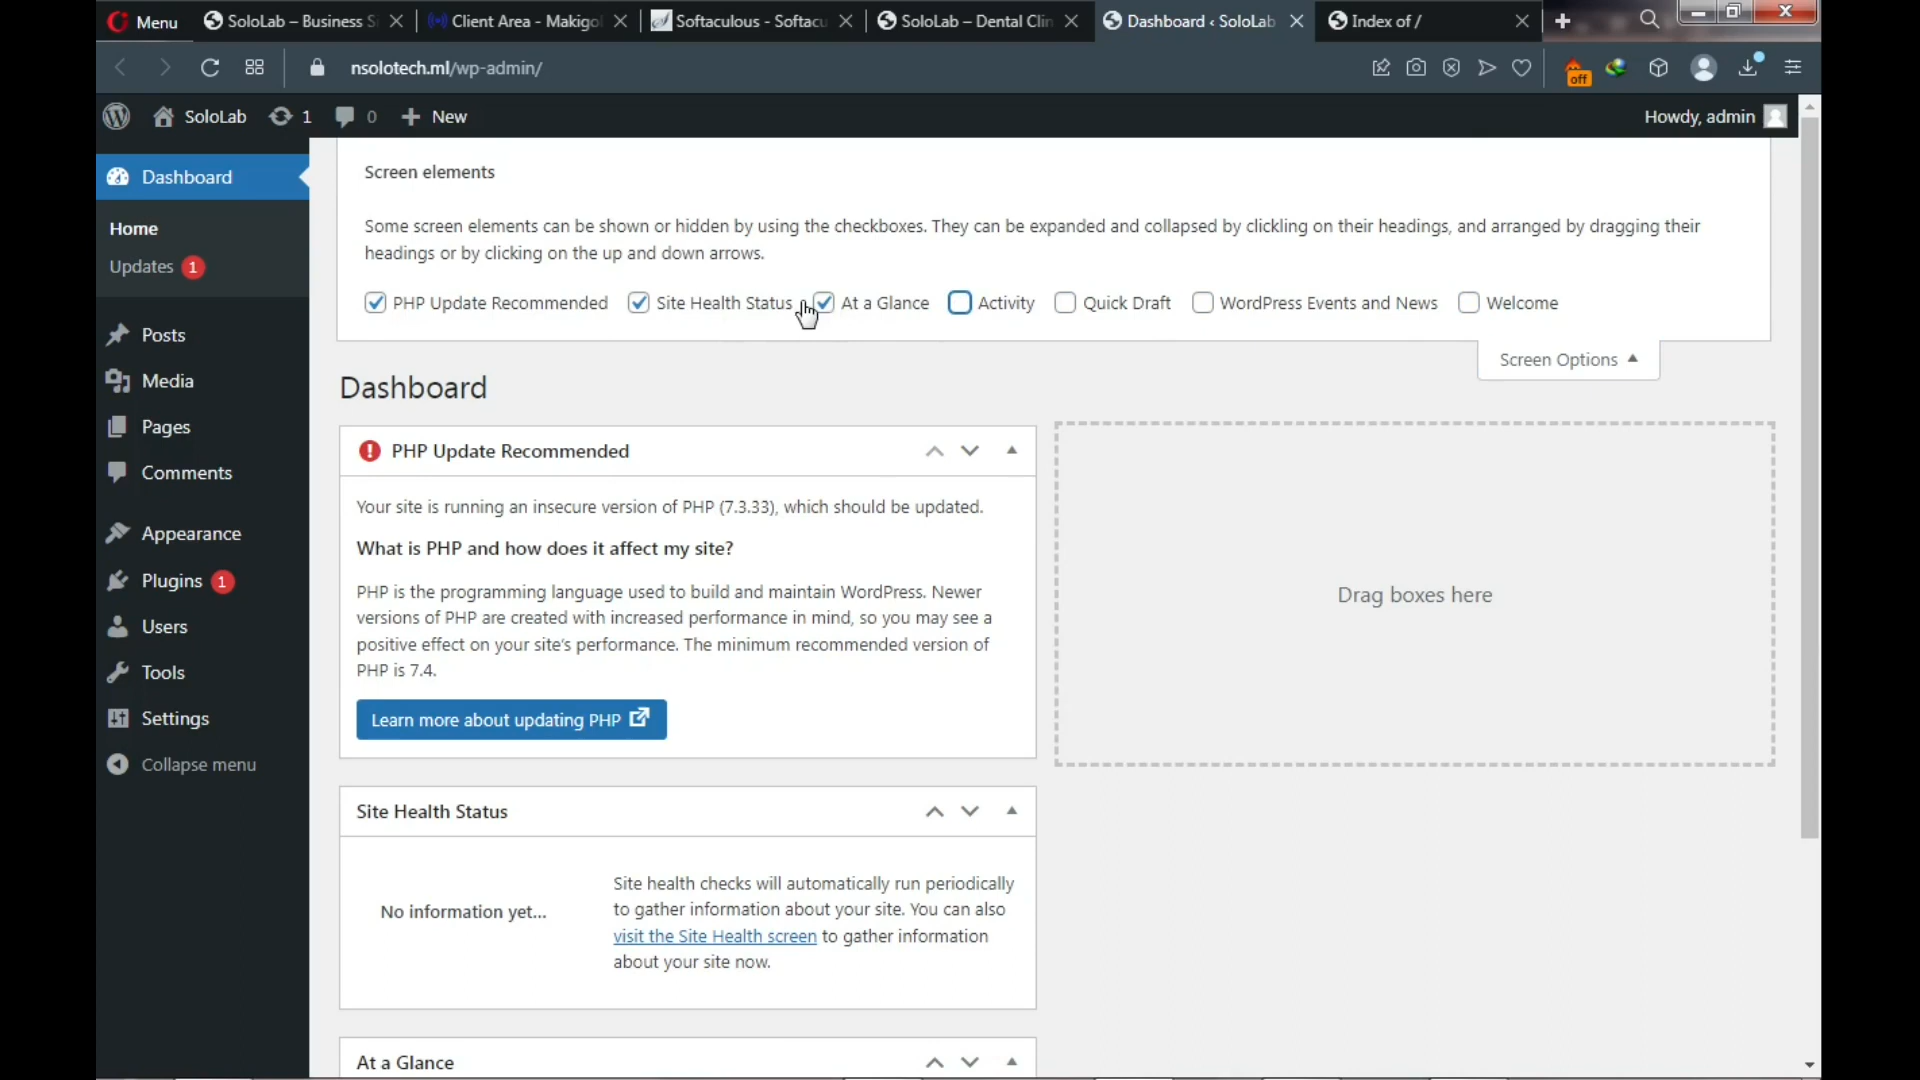 Menu
SoloLab – Business S
Client Area - Makigo
Softaculous - Softacu
SoloLab – Dental Clin
Dashboard ‹ SoloLab
Index of /
nsolotech.ml/wp-admin/
off
SoloLab
1
0
New
Howdy, admin
Dashboard
Home
Updates 1
Posts
Media
Pages
Comments
Appearance
Plugins 1
Users
Tools
Settings
Collapse menu
Screen elements
Some screen elements can be shown or hidden by using the checkboxes. They can be expanded and collapsed by clickling on their headings, and arranged by dragging their
headings or by clicking on the up and down arrows.
PHP Update Recommended Site Health Status At a Glance Activity Quick Draft WordPress Events and News Welcome
Screen Options
Dashboard
PHP Update Recommended
Your site is running an insecure version of PHP (7.3.33), which should be updated.
What is PHP and how does it affect my site?
PHP is the programming language used to build and maintain WordPress. Newer
versions of PHP are created with increased performance in mind, so you may see a
positive effect on your site's performance. The minimum recommended version of
PHP is 7.4.
Learn more about updating PHP
Drag boxes here
Site Health Status
No information yet...
Site health checks will automatically run periodically
to gather information about your site. You can also
visit the Site Health screen to gather information
about your site now.
At a Glance